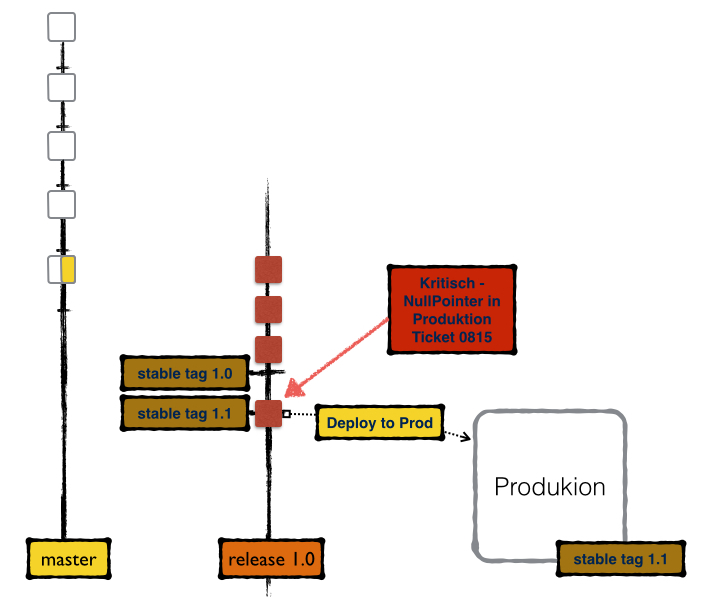 Kritisch -
NullPointer in
Produktion
Ticket 0815
stable tag 1.0
stable tag 1.1
Deploy to Prod
Produkion
master
release 1.0
stable tag 1.1